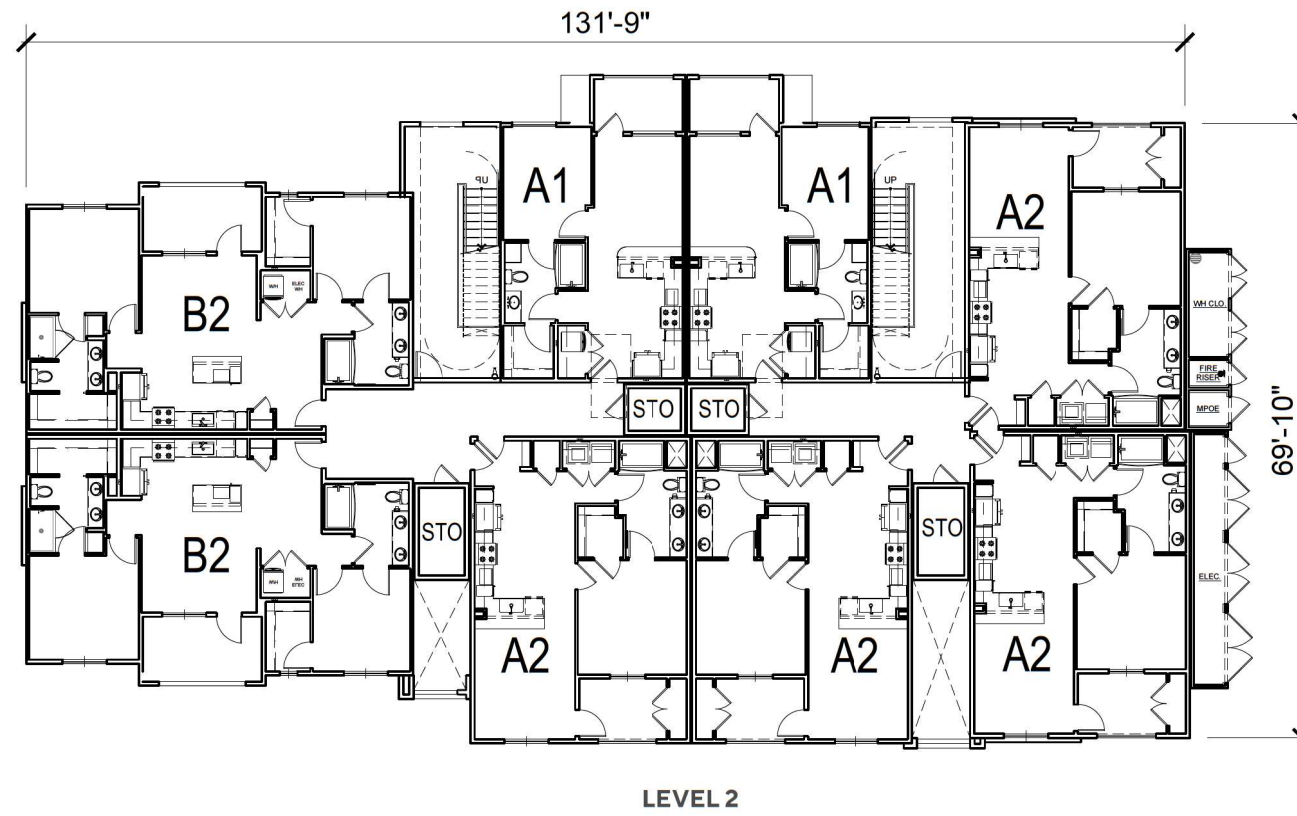 131'-9"
UP
A1
A1
UP
A2
B2
WH
ELEC
WH
WH CLO.
FIRE
RISER
MPOE
STO
STO
69'-10"
B2
WH
WH
ELEC
STO
STO
ELEC.
A2
A2
A2
LEVEL 2